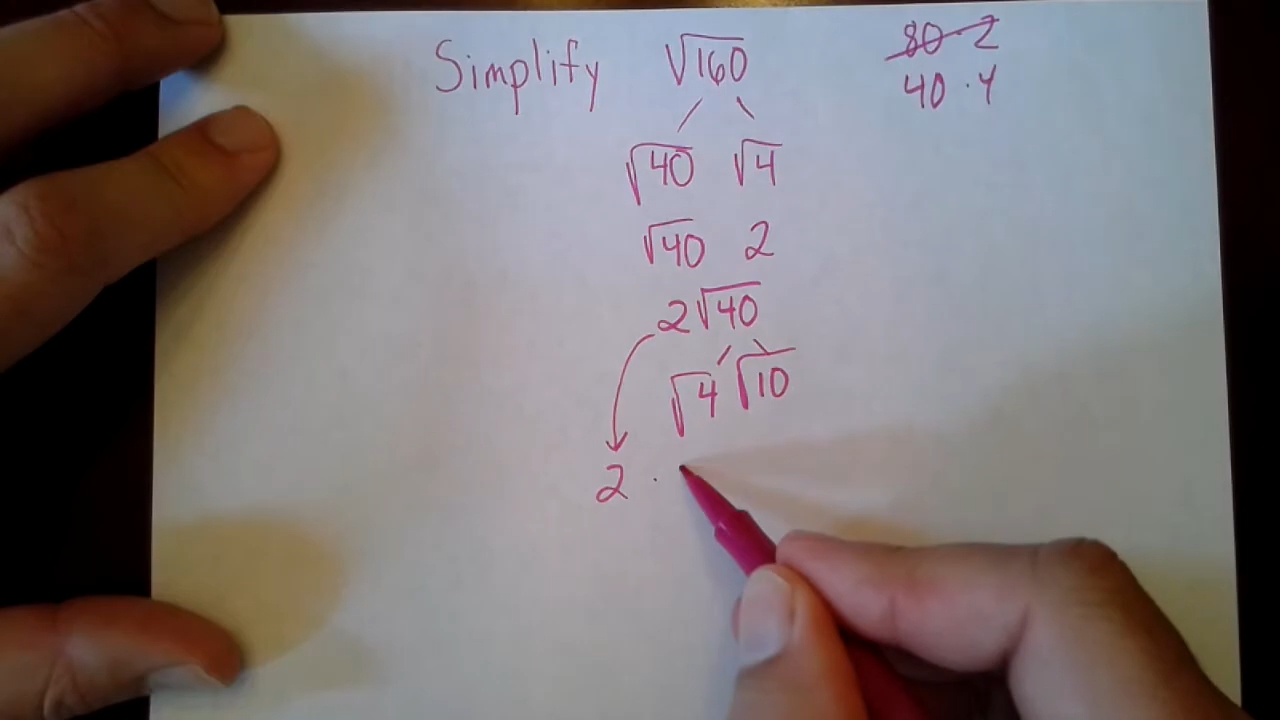 Simplify √160
80 · 2
40 · 4
√40 √4
√40 2
2√40
√4 √10
2 ·